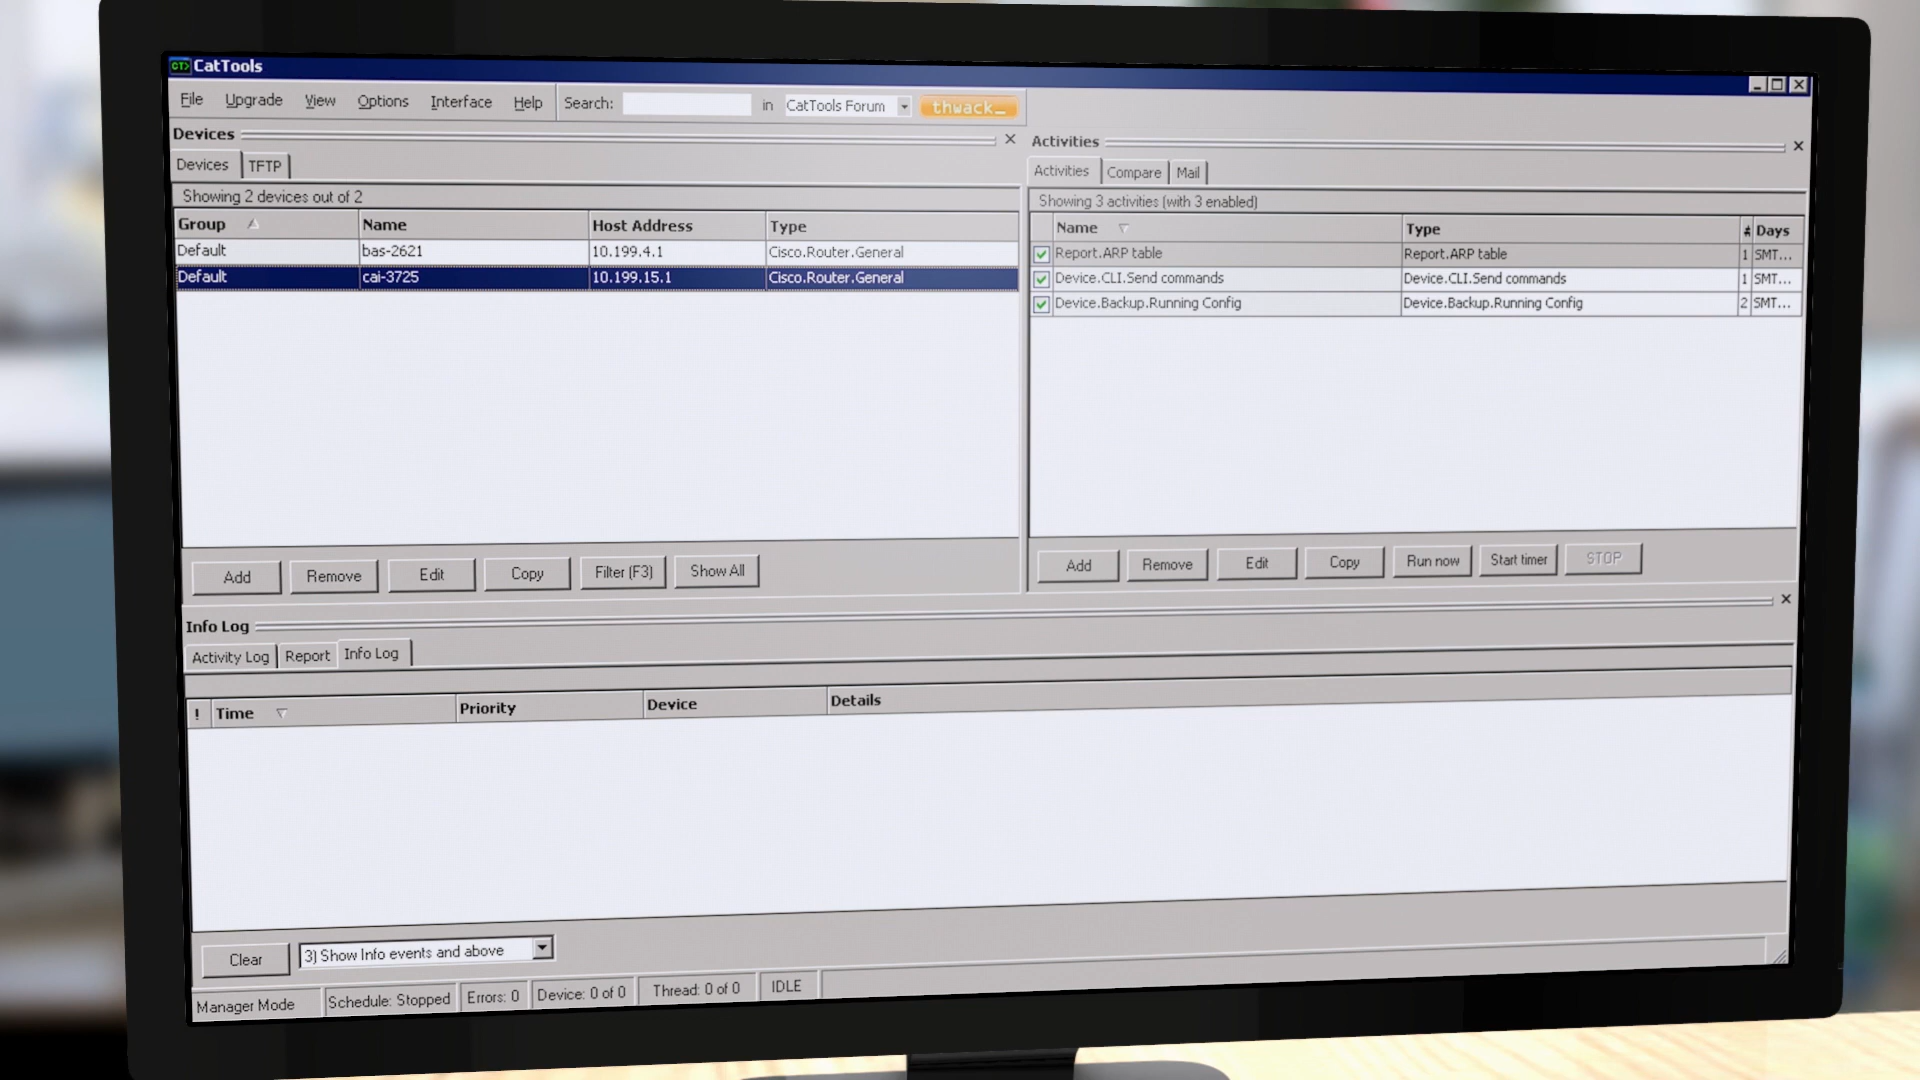 CT> CatTools
File Upgrade View Options Interface Help Search: in CatTools Forum thwack_
Devices
Devices TFTP
Showing 2 devices out of 2
Group Name Host Address Type
Default bas-2621 10.199.4.1 Cisco.Router.General
Default cai-3725 10.199.15.1 Cisco.Router.General
Add Remove Edit Copy Filter (F3) Show All
Activities
Activities Compare Mail
Showing 3 activities (with 3 enabled)
Name Type # Days
Report.ARP table Report.ARP table 1 SMT...
Device.CLI.Send commands Device.CLI.Send commands 1 SMT...
Device.Backup.Running Config Device.Backup.Running Config 2 SMT...
Add Remove Edit Copy Run now Start timer STOP
Info Log
Activity Log Report Info Log
! Time Priority Device Details
Clear 3) Show Info events and above
Manager Mode Schedule: Stopped Errors: 0 Device: 0 of 0 Thread: 0 of 0 IDLE